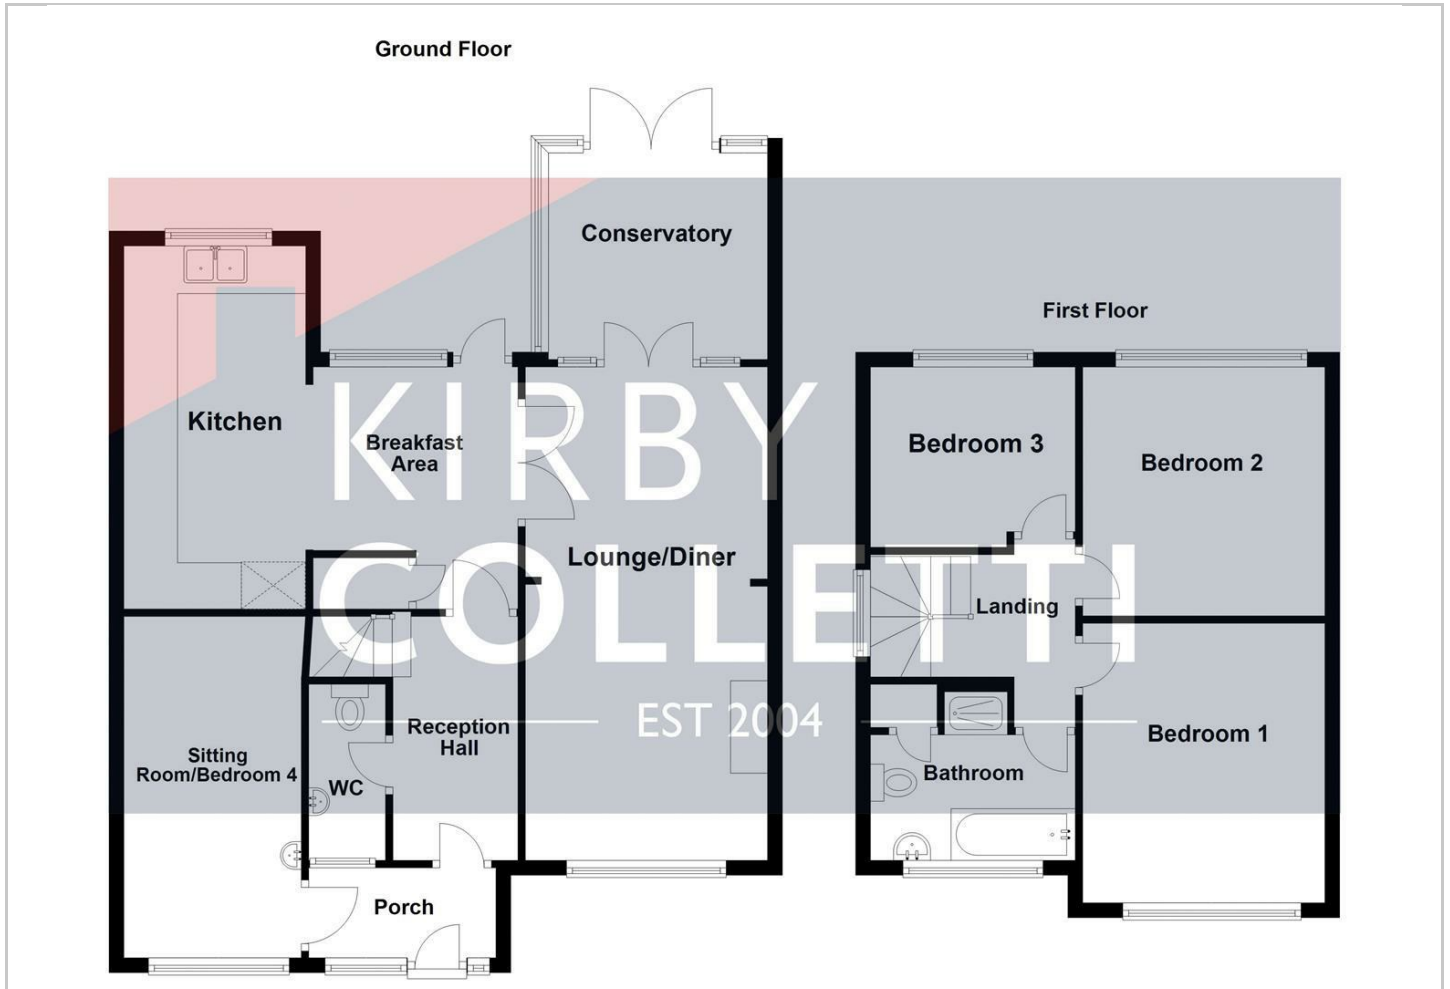 Ground Floor
Conservatory
Kitchen
Breakfast
Area
Lounge/Diner
Sitting
Room/Bedroom 4
WC
Reception
Hall
Porch
First Floor
Bedroom 3
Bedroom 2
Landing
Bathroom
Bedroom 1
KIRBY
COLLETTI
EST 2004